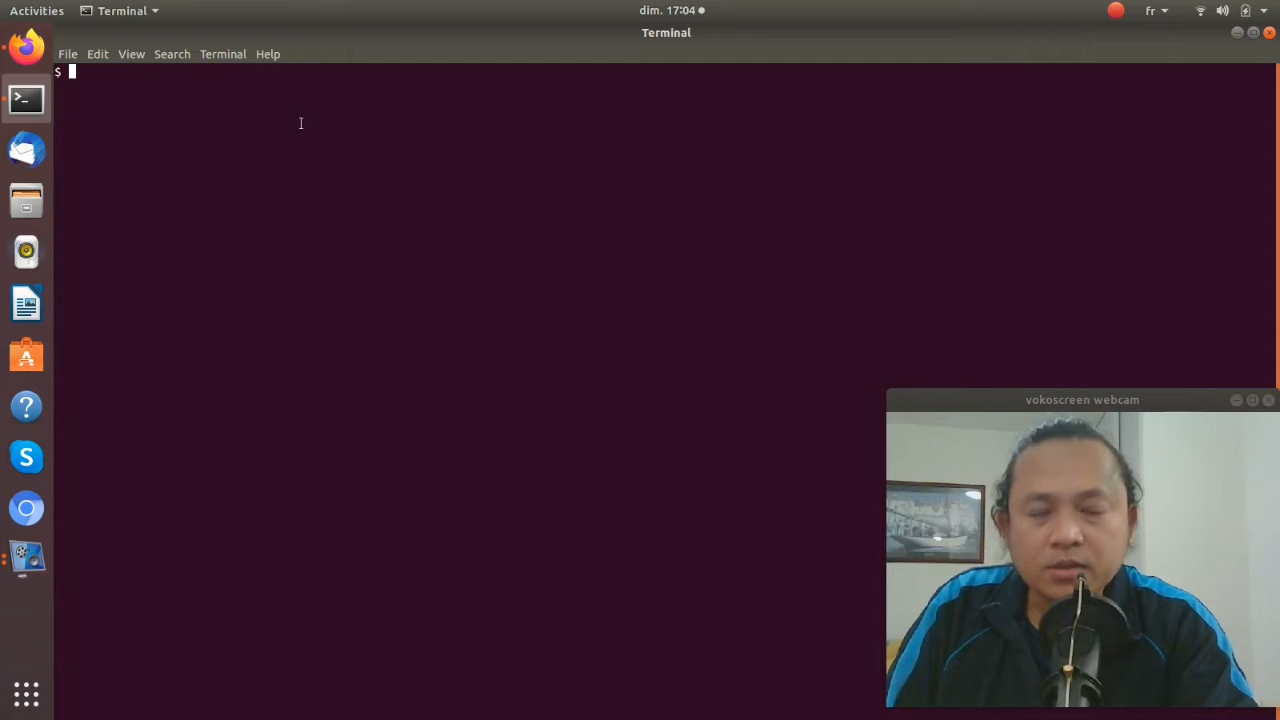 Activities Terminal dim. 17:04 fr
Terminal
File Edit View Search Terminal Help
$
vokoscreen webcam